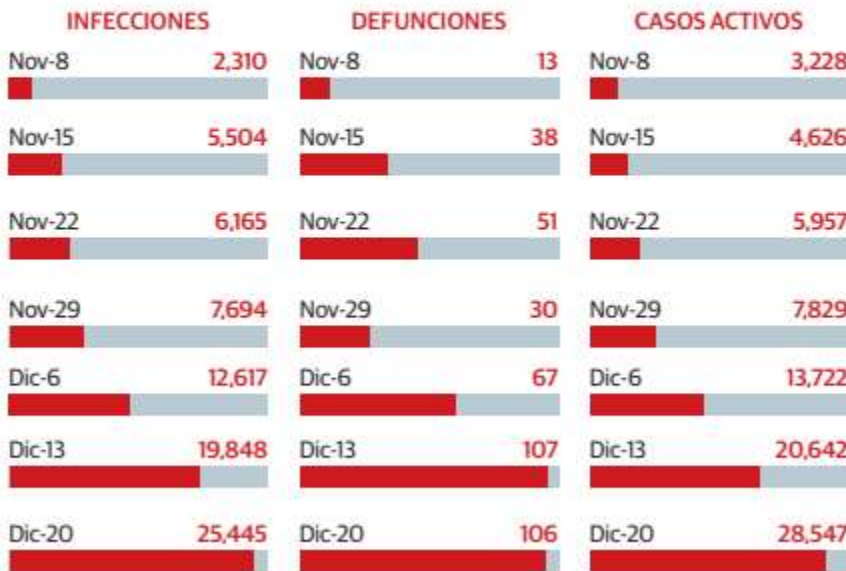 INFECCIONES
Nov-8 2,310
Nov-15 5,504
Nov-22 6,165
Nov-29 7,694
Dic-6 12,617
Dic-13 19,848
Dic-20 25,445
DEFUNCIONES
Nov-8 13
Nov-15 38
Nov-22 51
Nov-29 30
Dic-6 67
Dic-13 107
Dic-20 106
CASOS ACTIVOS
Nov-8 3,228
Nov-15 4,626
Nov-22 5,957
Nov-29 7,829
Dic-6 13,722
Dic-13 20,642
Dic-20 28,547